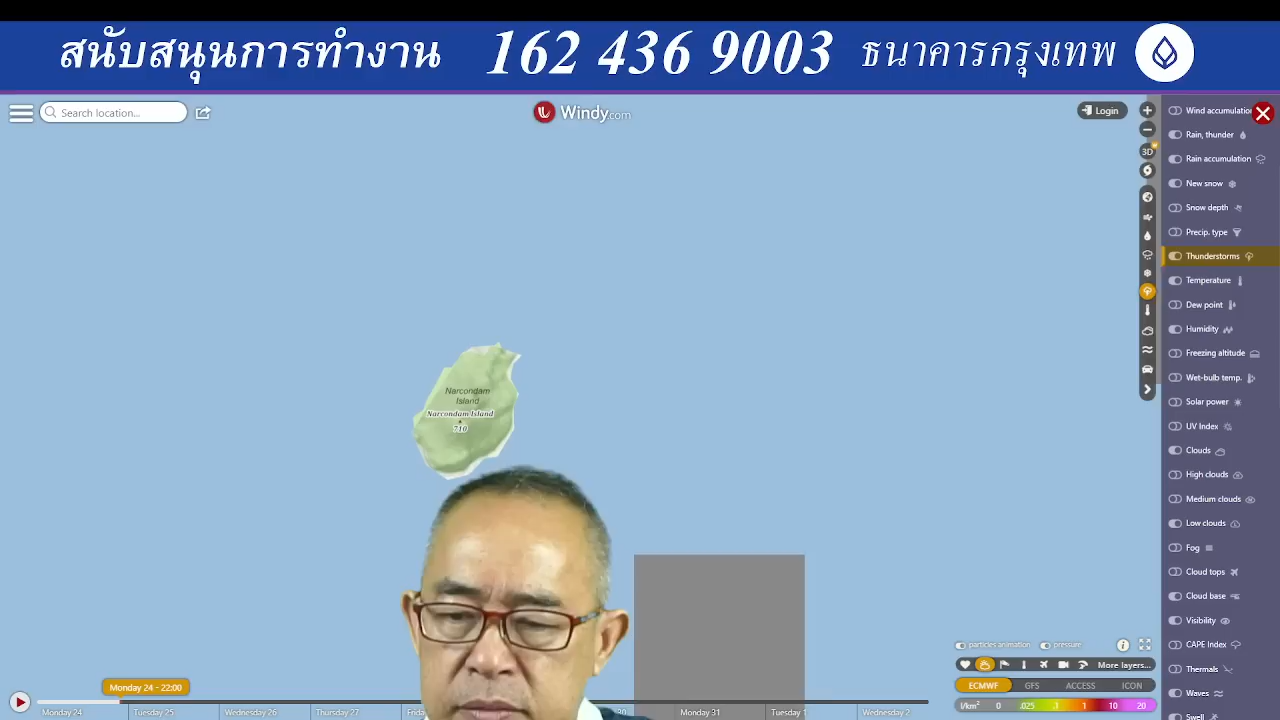 สนับสนุนการทำงาน 162 436 9003 ธนาคารกรุงเทพ
Search location...
Windy.com
Login
3D
Wind accumulation
Rain, thunder
Rain accumulation
New snow
Snow depth
Precip. type
Thunderstorms
Temperature
Dew point
Humidity
Freezing altitude
Wet-bulb temp.
Solar power
UV Index
Clouds
High clouds
Medium clouds
Low clouds
Fog
Cloud tops
Cloud base
Visibility
CAPE Index
Thermals
Waves
Swell
Narcondam
Island
Narcondam Island
710
particles animation pressure
More layers...
ECMWF GFS ACCESS ICON
l/km² 0 .025 .1 1 10 20
Monday 24 - 22:00
Monday 24 Tuesday 25 Wednesday 26 Thursday 27 30 Monday 31 Tuesday 1 Wednesday 2